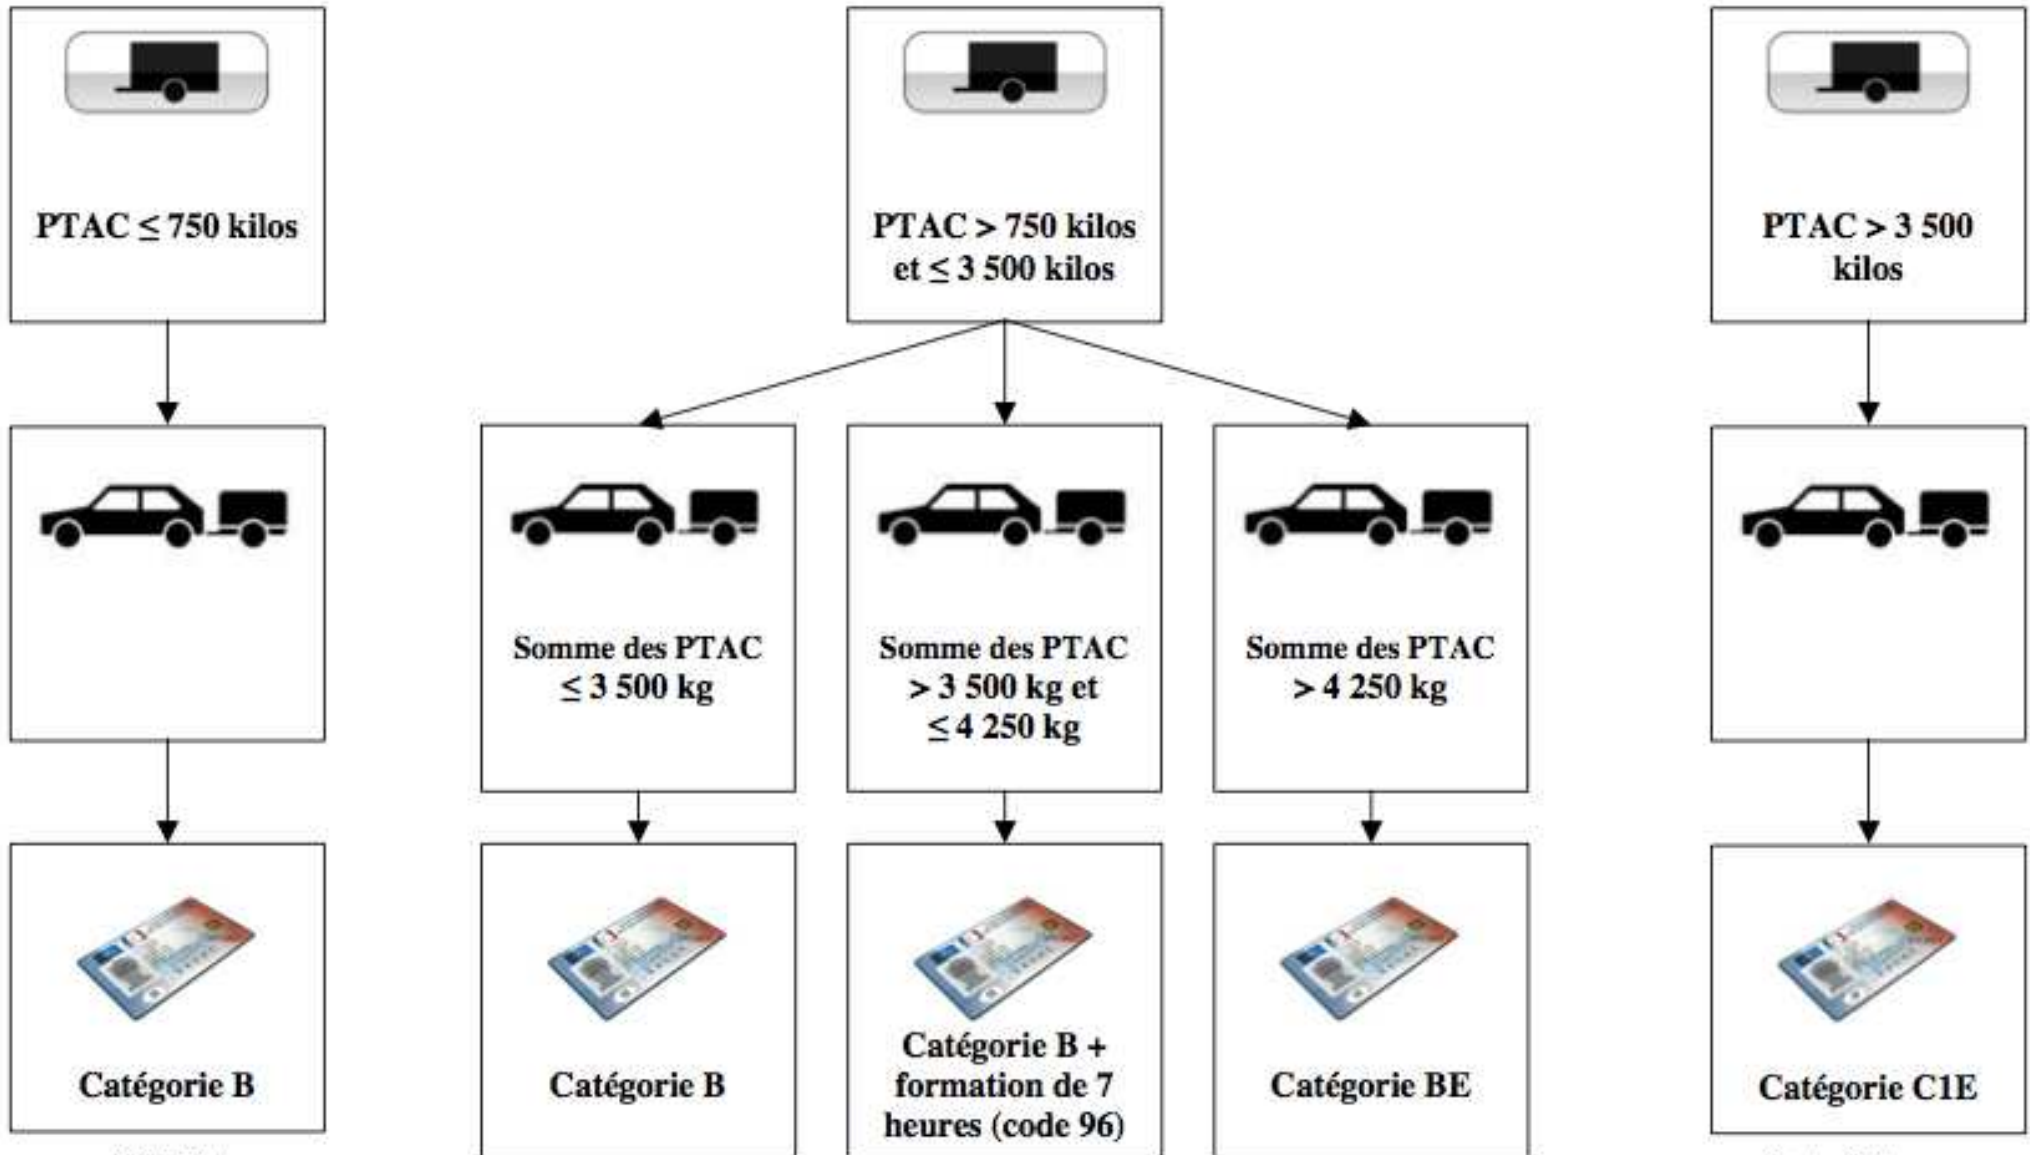 PTAC ≤ 750 kilos
PTAC > 750 kilos
et ≤ 3 500 kilos
PTAC > 3 500
kilos
Somme des PTAC
≤ 3 500 kg
Somme des PTAC
> 3 500 kg et
≤ 4 250 kg
Somme des PTAC
> 4 250 kg
Catégorie B
Catégorie B
Catégorie B +
formation de 7
heures (code 96)
Catégorie BE
Catégorie C1E